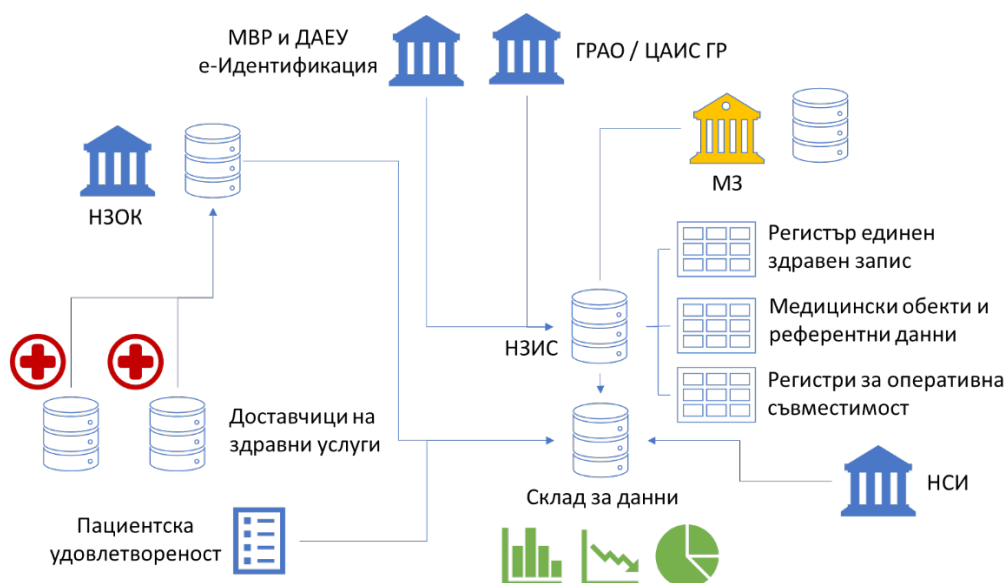 МВР и ДАЕУ
е-Идентификация
ГРАО / ЦАИС ГР
НЗОК
МЗ
Регистър единен
здравен запис
Медицински обекти и
референтни данни
НЗИС
Регистри за оперативна
съвместимост
Доставчици на
здравни услуги
Склад за данни
НСИ
Пациентска
удовлетвореност